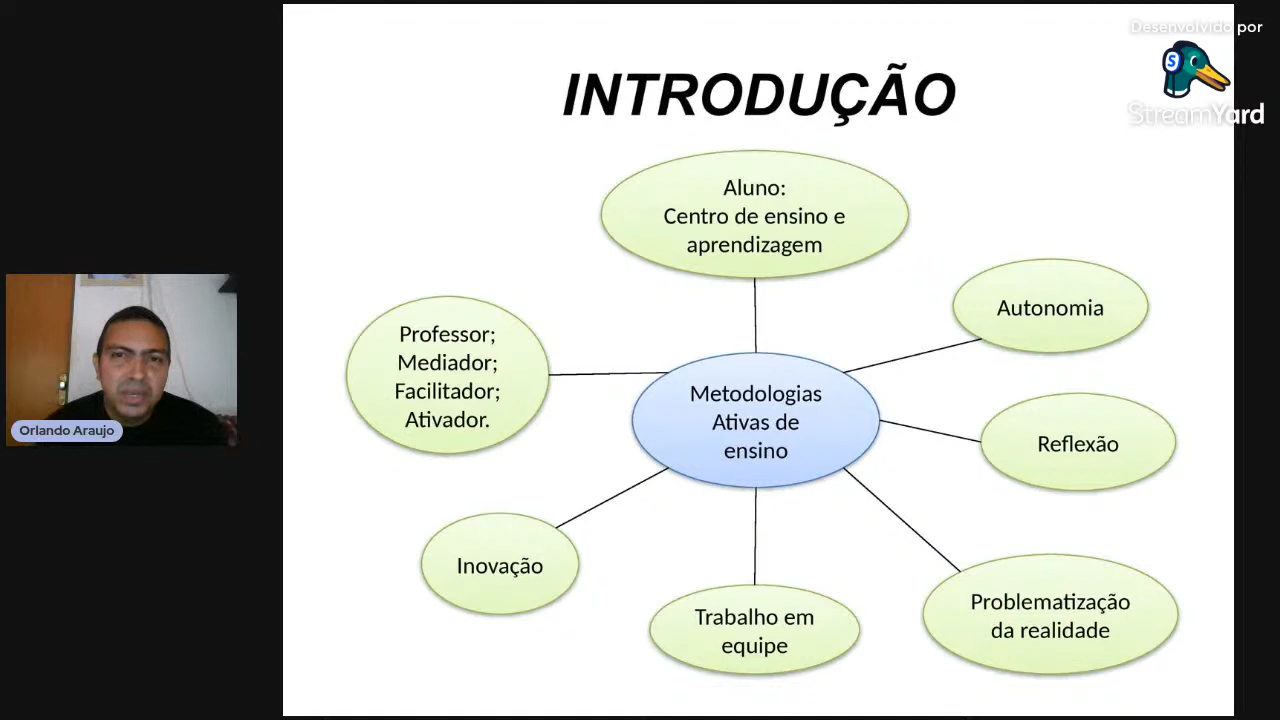 Desenvolvido por
StreamYard
INTRODUÇÃO
Aluno:
Centro de ensino e
aprendizagem
Autonomia
Professor;
Mediador;
Facilitador;
Ativador.
Metodologias
Ativas de
ensino
Reflexão
Orlando Araujo
Inovação
Trabalho em
equipe
Problematização
da realidade